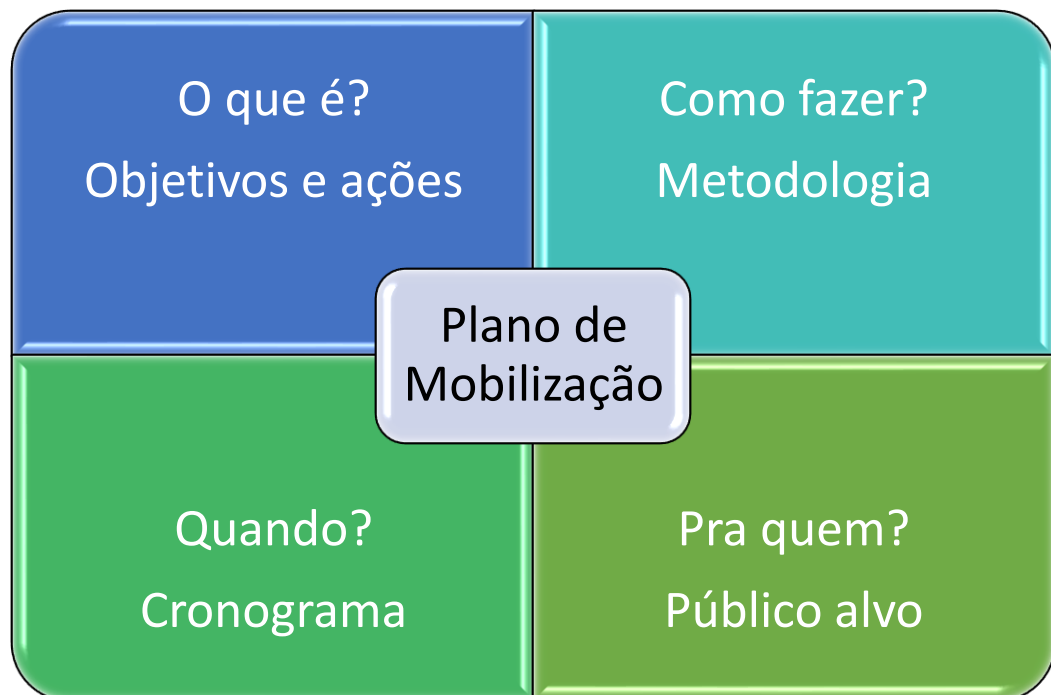 O que é?
Objetivos e ações
Como fazer?
Metodologia
Plano de
Mobilização
Quando?
Cronograma
Pra quem?
Público alvo